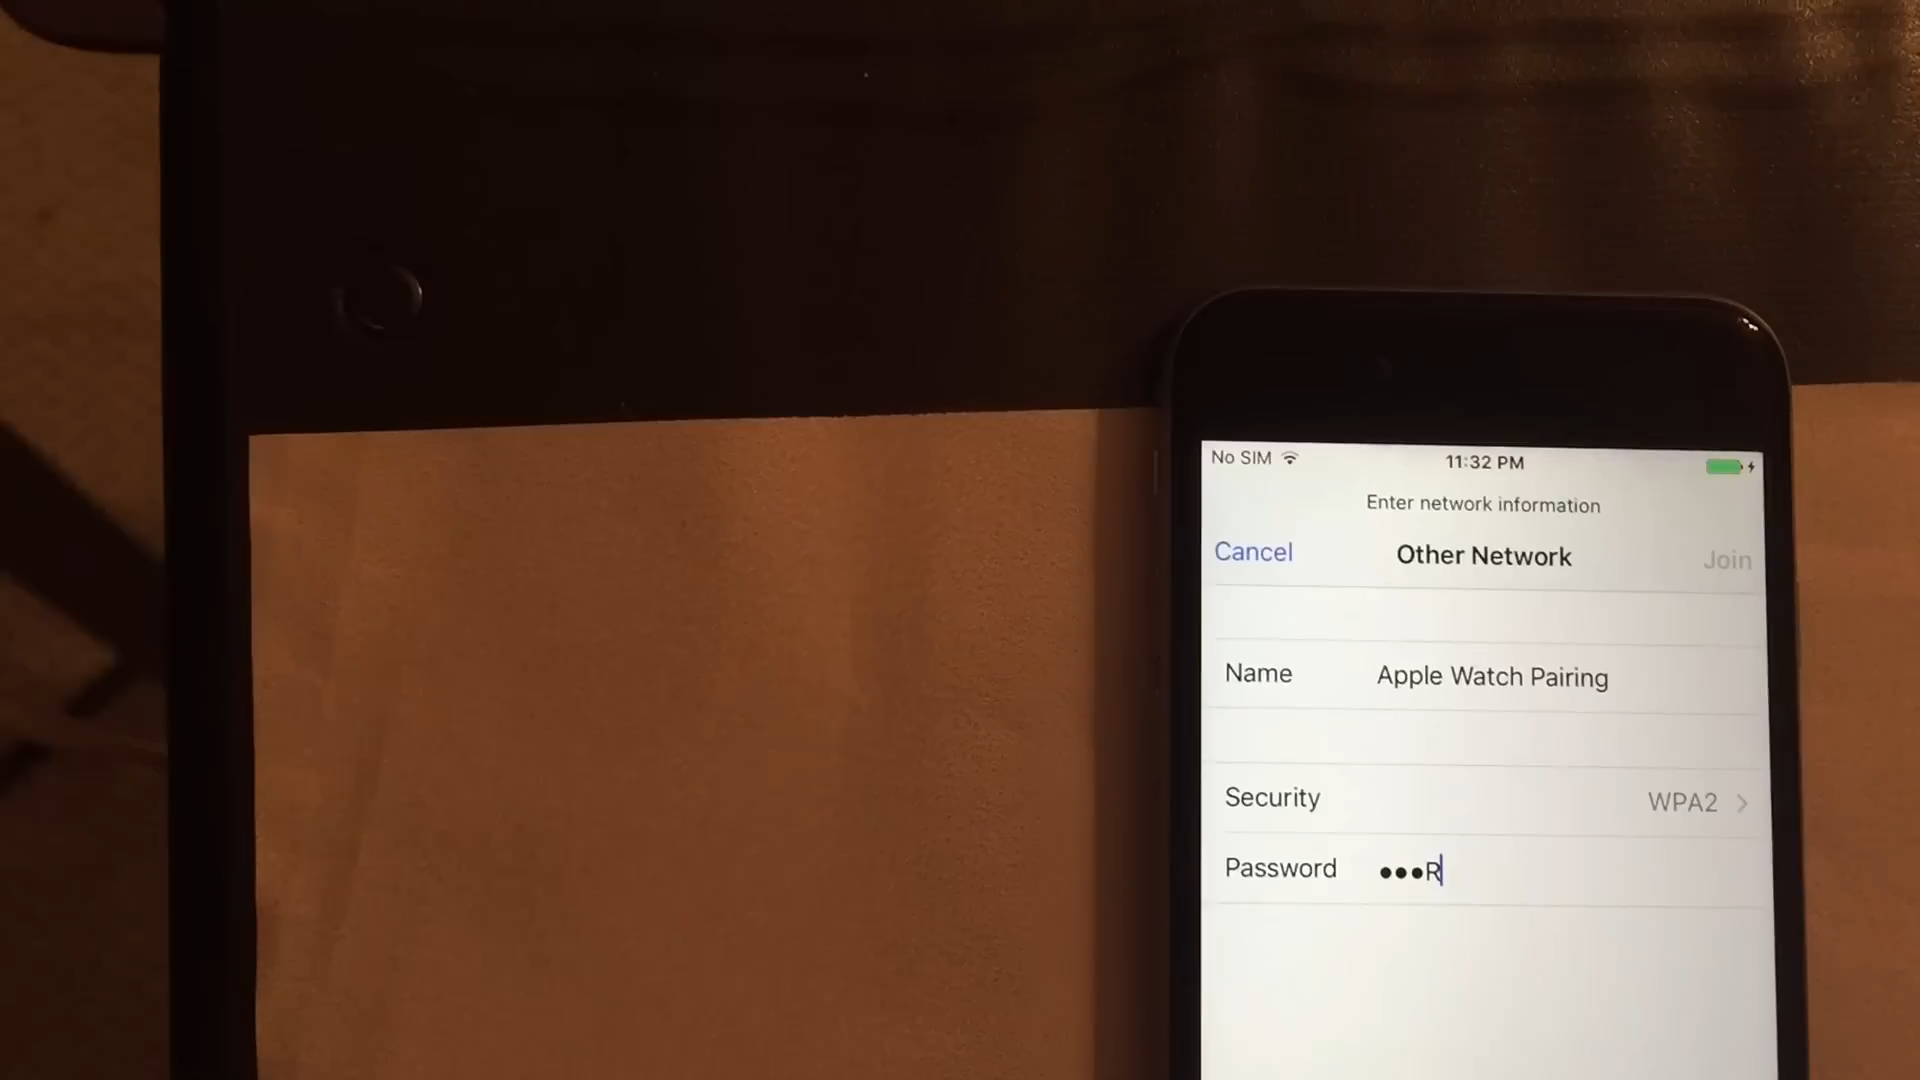 No SIM 11:32 PM
Enter network information
Cancel Other Network Join
Name Apple Watch Pairing
Security WPA2
Password •••R